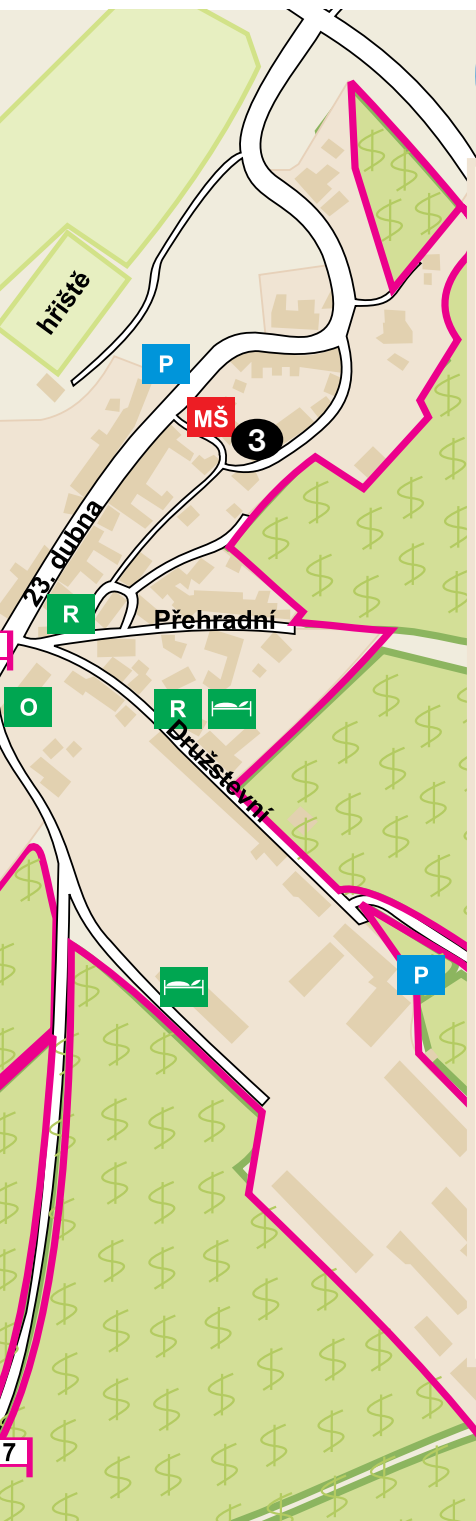 hřiště
P
MŠ
3
23. dubna
R
Přehradní
O
R
Družstevní
P
7